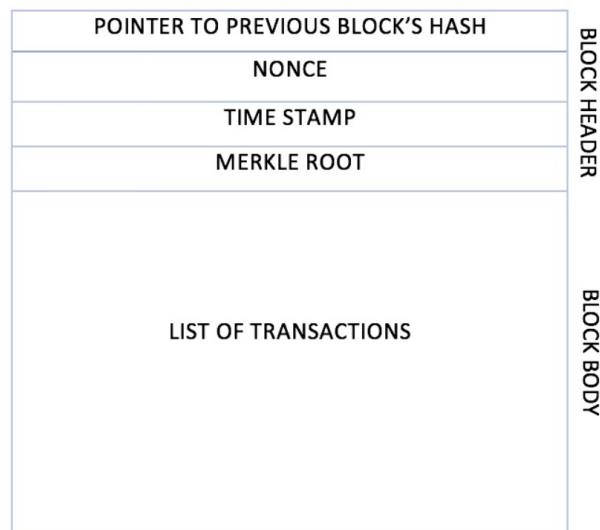 POINTER TO PREVIOUS BLOCK’S HASH
NONCE
TIME STAMP
MERKLE ROOT
BLOCK HEADER
LIST OF TRANSACTIONS
BLOCK BODY